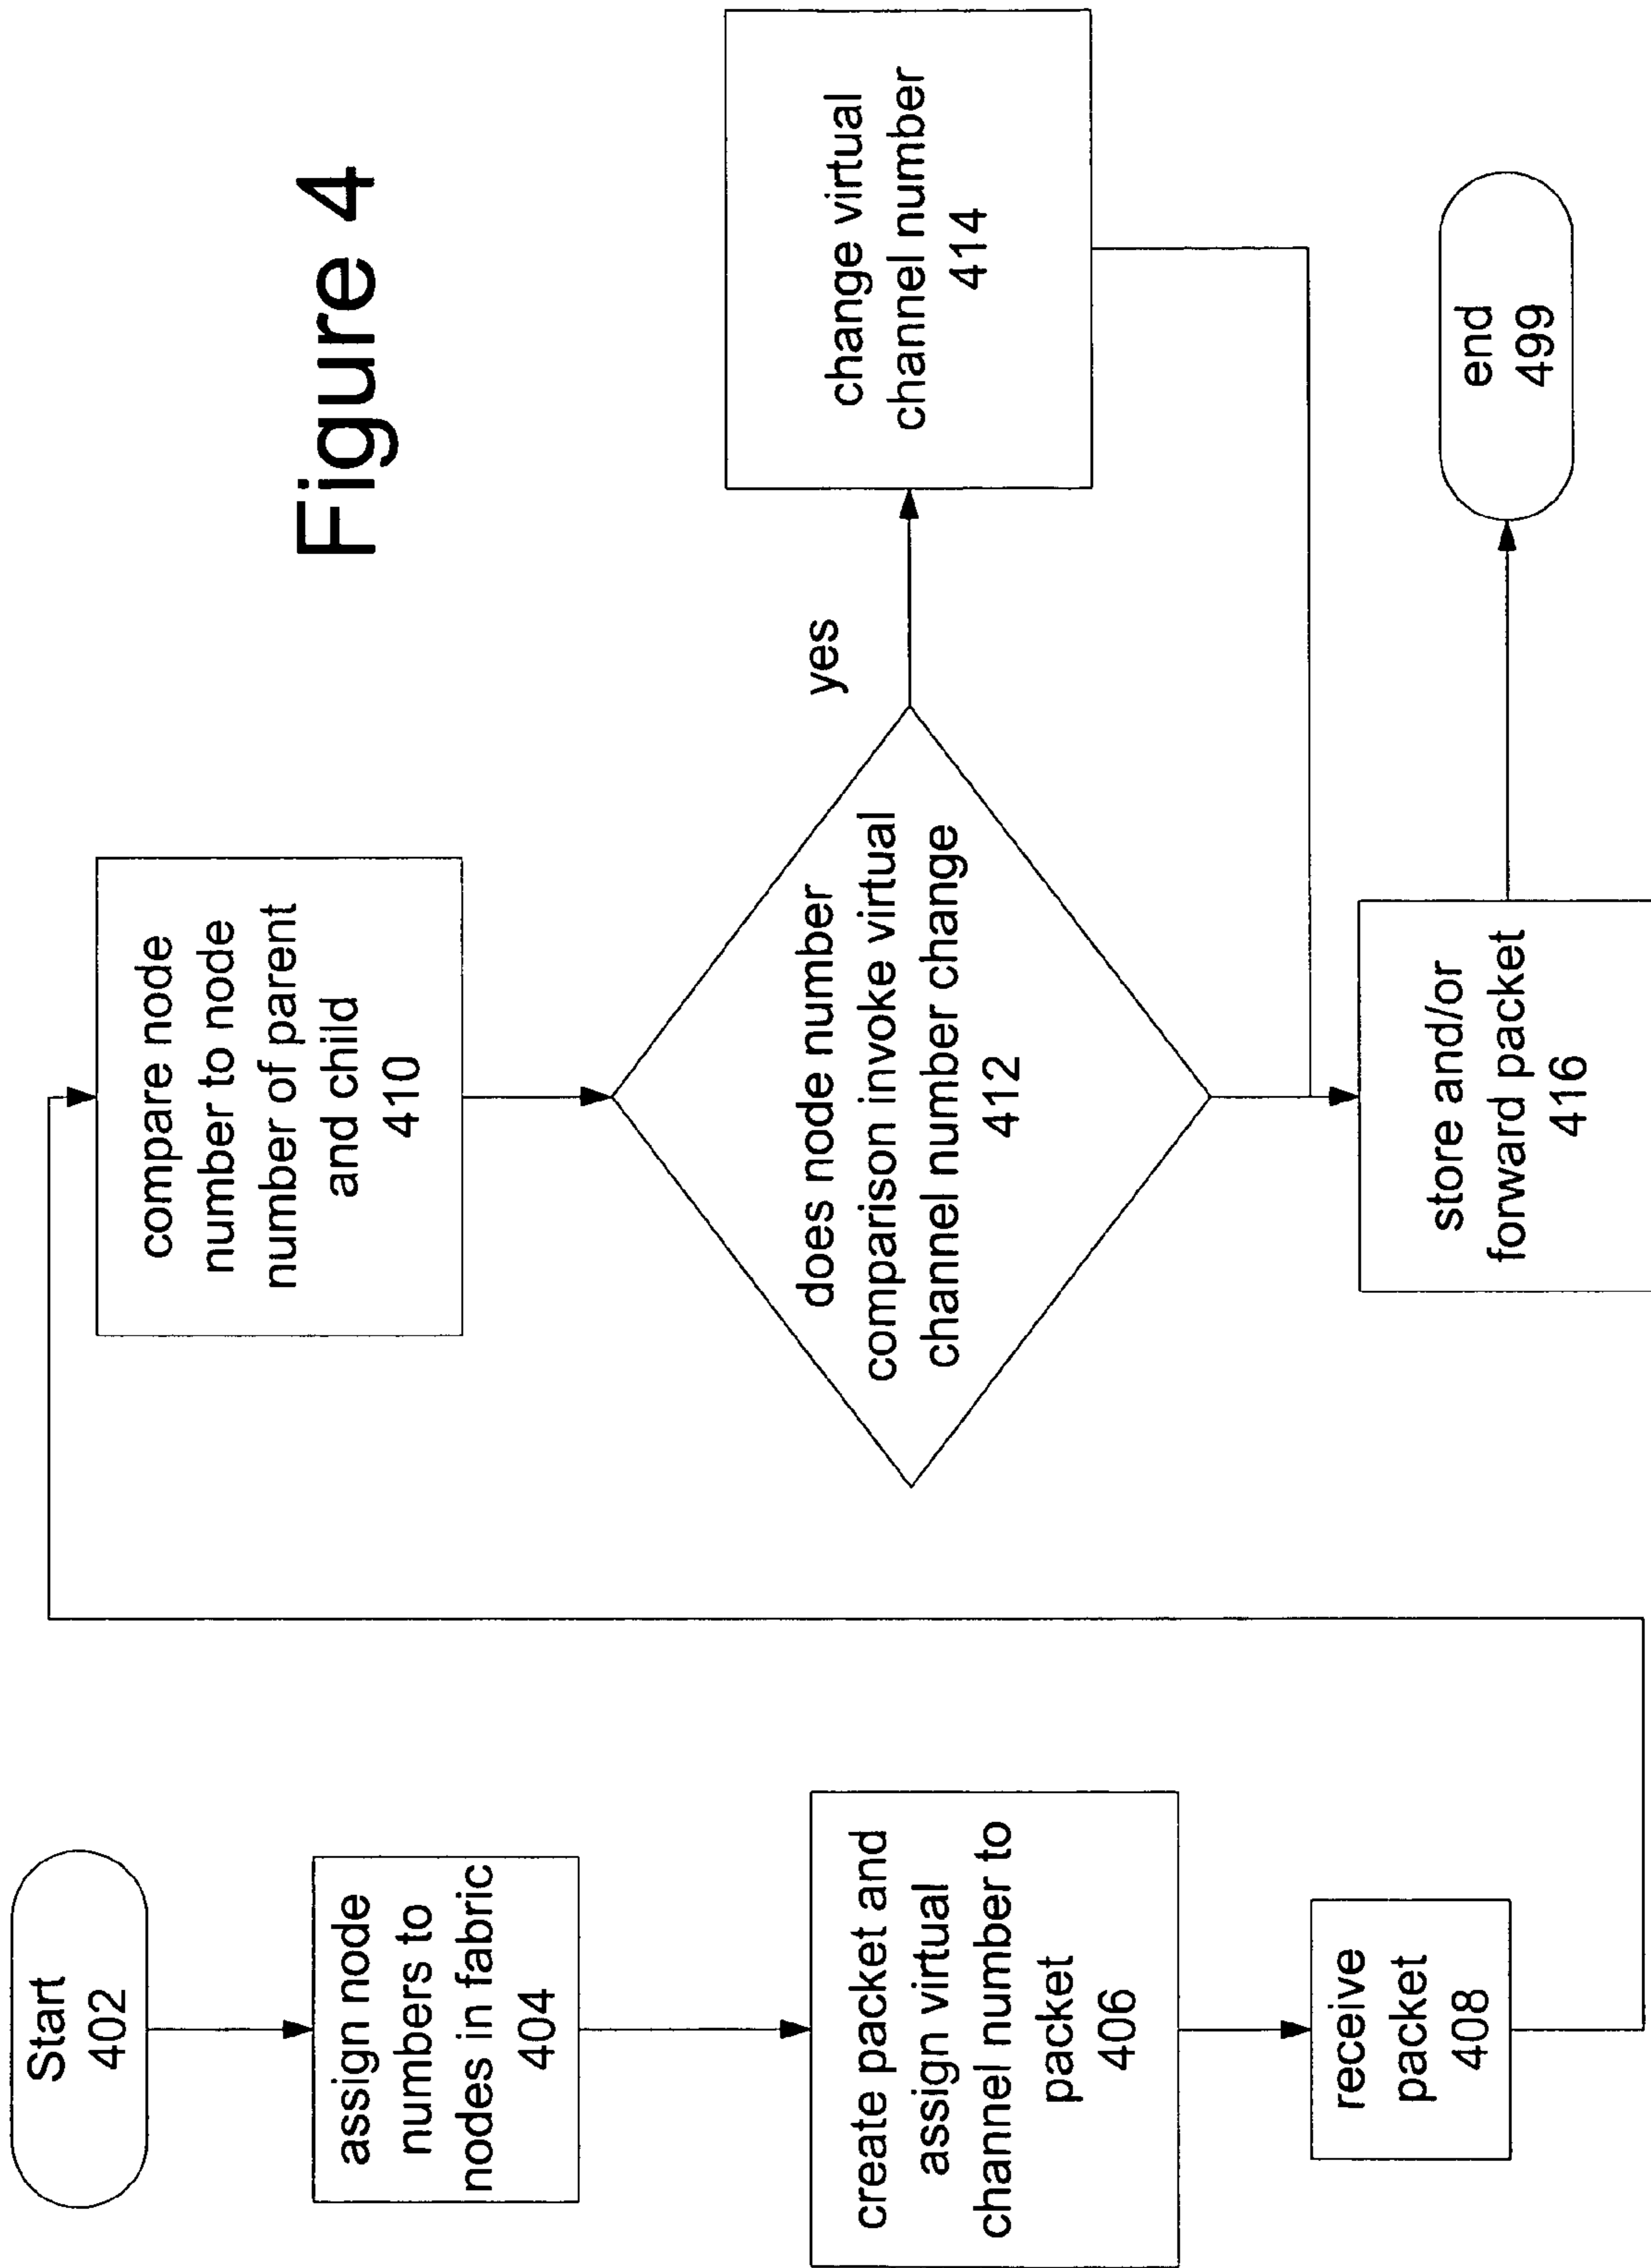 Figure 4
Start
402
assign node
numbers to
nodes in fabric
404
create packet and
assign virtual
channel number to
packet
406
receive
packet
408
compare node
number to node
number of parent
and child
410
does node number
comparison invoke virtual
channel number change
412
yes
change virtual
channel number
414
store and/or
forward packet
416
end
499